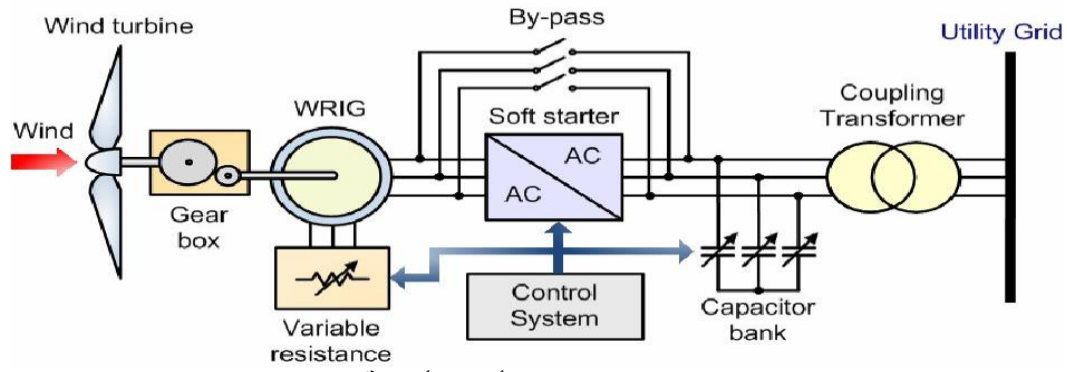 Wind turbine
By-pass
Utility Grid
WRIG
Soft starter
Coupling
Transformer
Wind
AC
AC
Gear
box
Control
System
Capacitor
bank
Variable
resistance